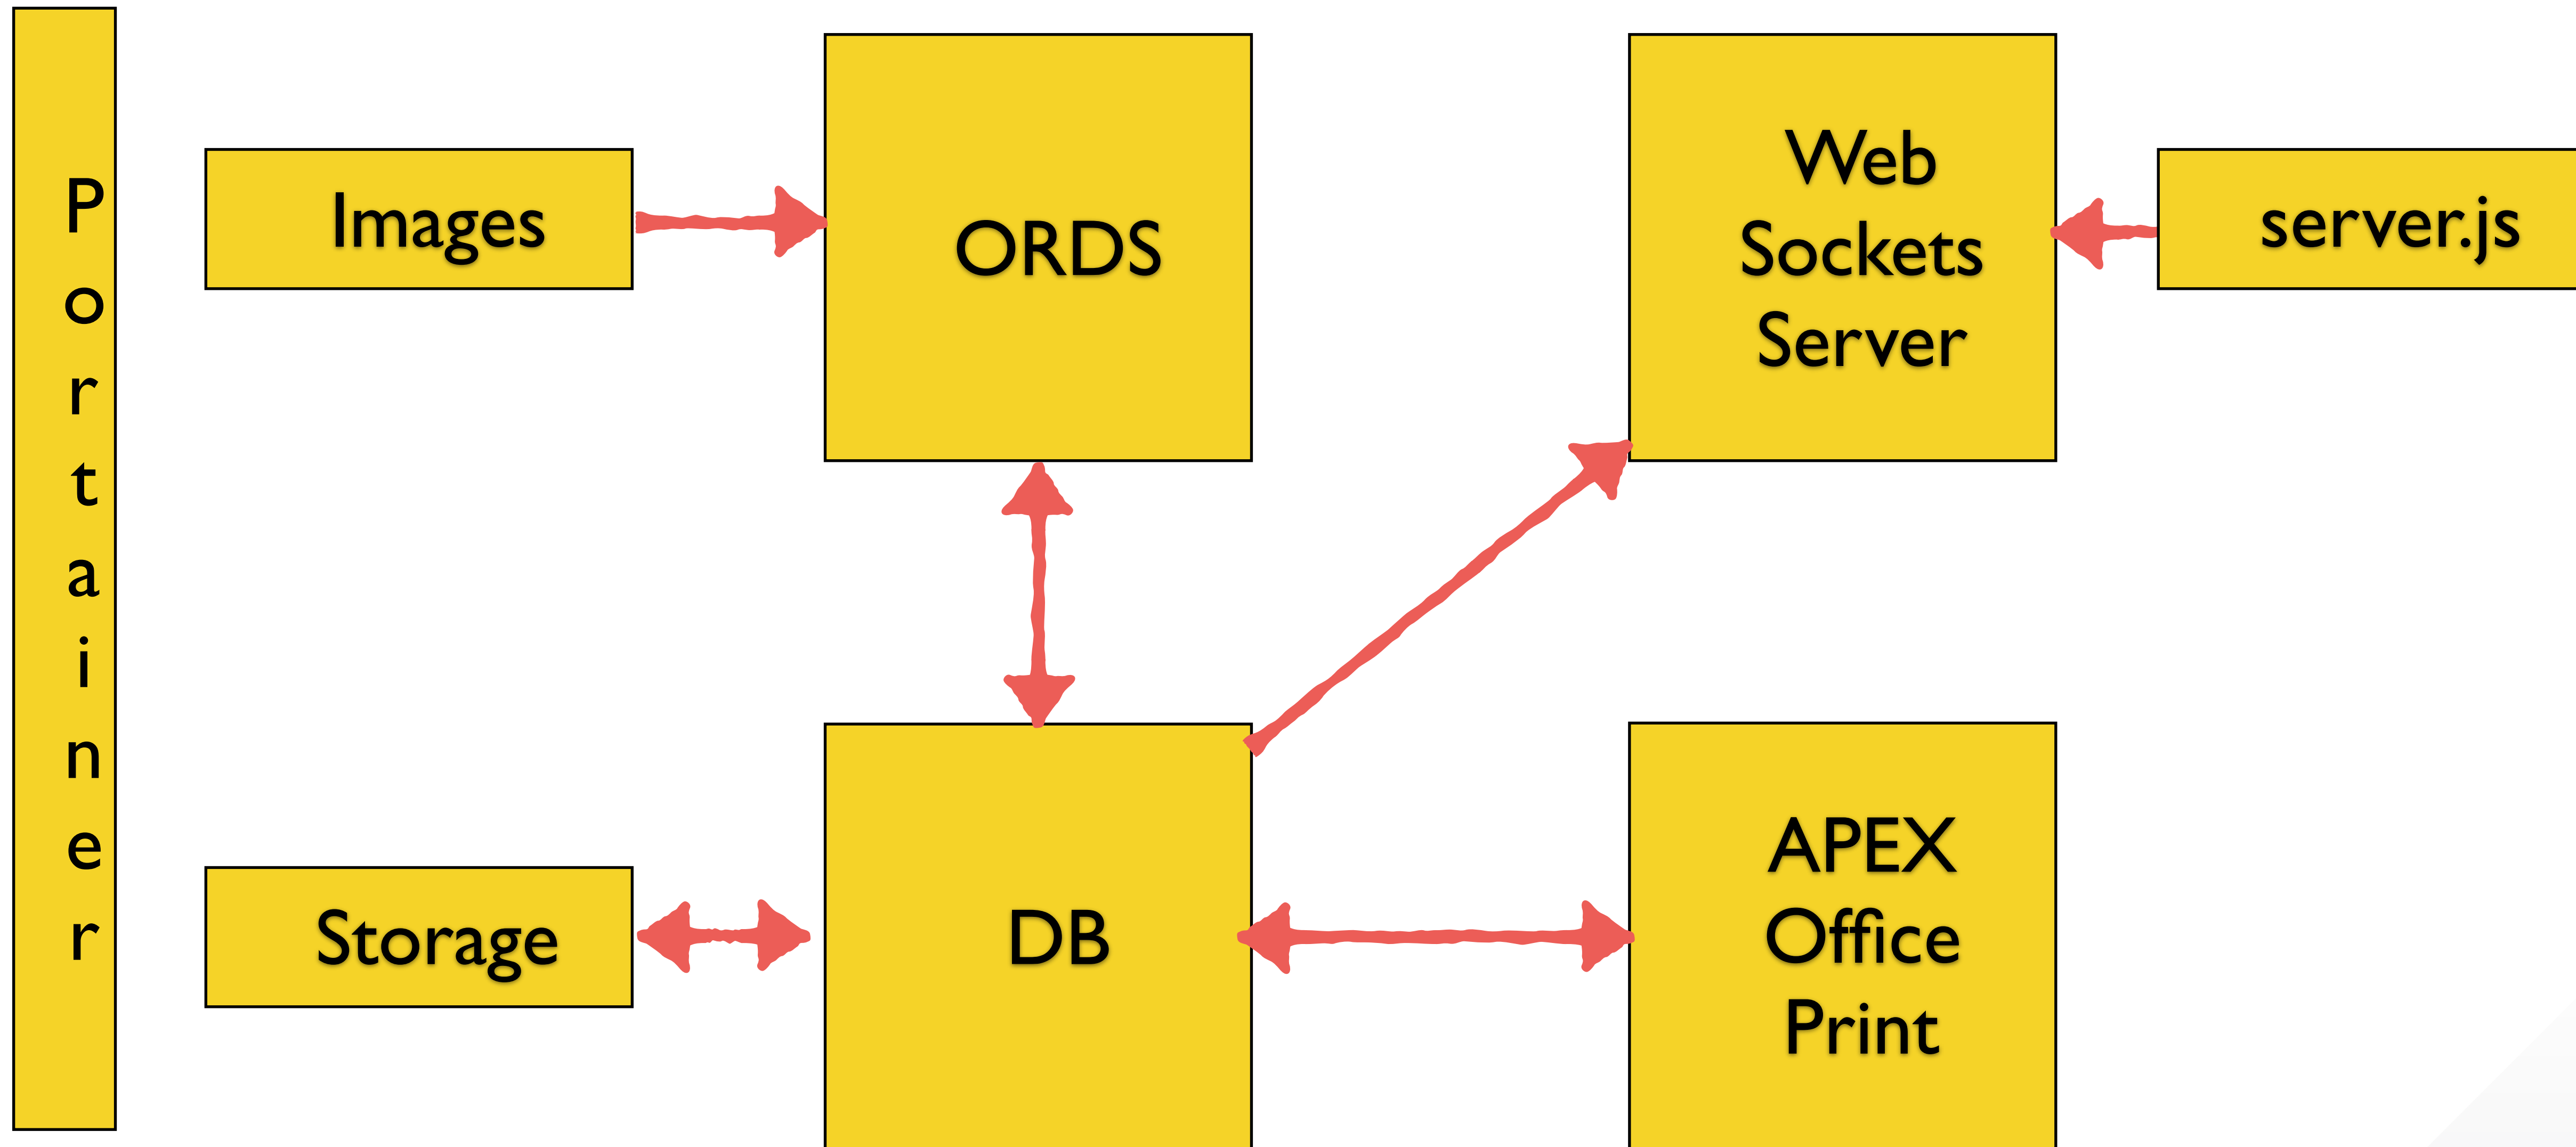 Portainer
Images
ORDS
Web
Sockets
Server
server.js
Storage
DB
APEX
Office
Print